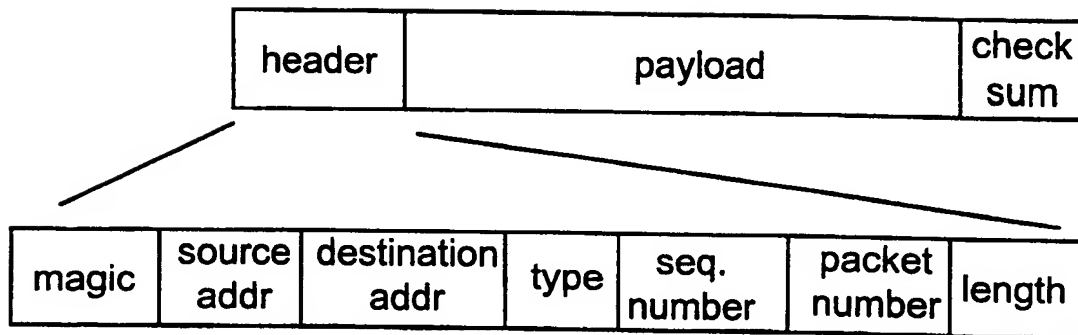 header
payload
check
sum
magic
source
addr
destination
addr
type
seq.
number
packet
number
length